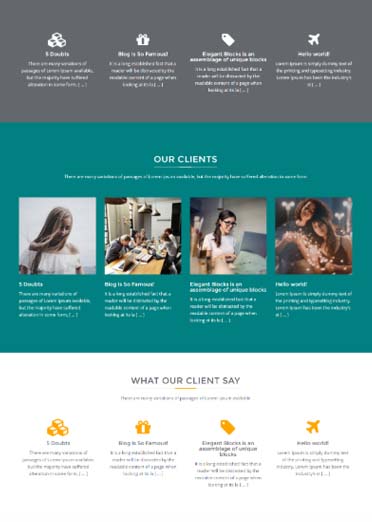 5 Doubts
There are many variations of
passages of Lorem Ipsum available,
but the majority have suffered
alteration in some form, [...]
Blog Is So Famous!
It is a long established fact that a
reader will be distracted by the
readable content of a page when
looking at its la [...]
Elegant Blocks is an
assemblage of unique blocks
It is a long established fact that a
reader will be distracted by the
readable content of a page when
looking at its la [...]
Hello world!
Lorem Ipsum is simply dummy text of
the printing and typesetting industry.
Lorem Ipsum has been the industry's
st [...]
OUR CLIENTS
There are many variations of passages of Lorem Ipsum available, but the majority have suffered alteration in some form
5 Doubts
There are many variations of
passages of Lorem Ipsum available,
but the majority have suffered
alteration in some form, [...]
Blog Is So Famous!
It is a long established fact that a
reader will be distracted by the
readable content of a page when
looking at its la [...]
Elegant Blocks is an
assemblage of unique blocks
It is a long established fact that a
reader will be distracted by the
readable content of a page when
looking at its la [...]
Hello world!
Lorem Ipsum is simply dummy text of
the printing and typesetting industry.
Lorem Ipsum has been the industry's
st [...]
WHAT OUR CLIENT SAY
There are many variations of passages of Lorem Ipsum available
5 Doubts
There are many variations of
passages of Lorem Ipsum available,
but the majority have suffered
alteration in some form, [...]
Blog Is So Famous!
It is a long established fact that a
reader will be distracted by the
readable content of a page when
looking at its la [...]
Elegant Blocks is an
assemblage of unique
blocks
It is a long established fact that a
reader will be distracted by the
readable content of a page when
looking at its la [...]
Hello world!
Lorem Ipsum is simply dummy text
of the printing and typesetting
industry. Lorem Ipsum has been the
industry's st [...]